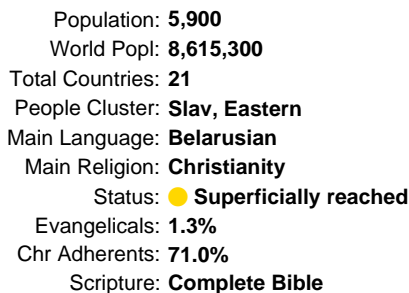 Population: 5,900
World Popl: 8,615,300
Total Countries: 21
People Cluster: Slav, Eastern
Main Language: Belarusian
Main Religion: Christianity
Status: Superficially reached
Evangelicals: 1.3%
Chr Adherents: 71.0%
Scripture: Complete Bible